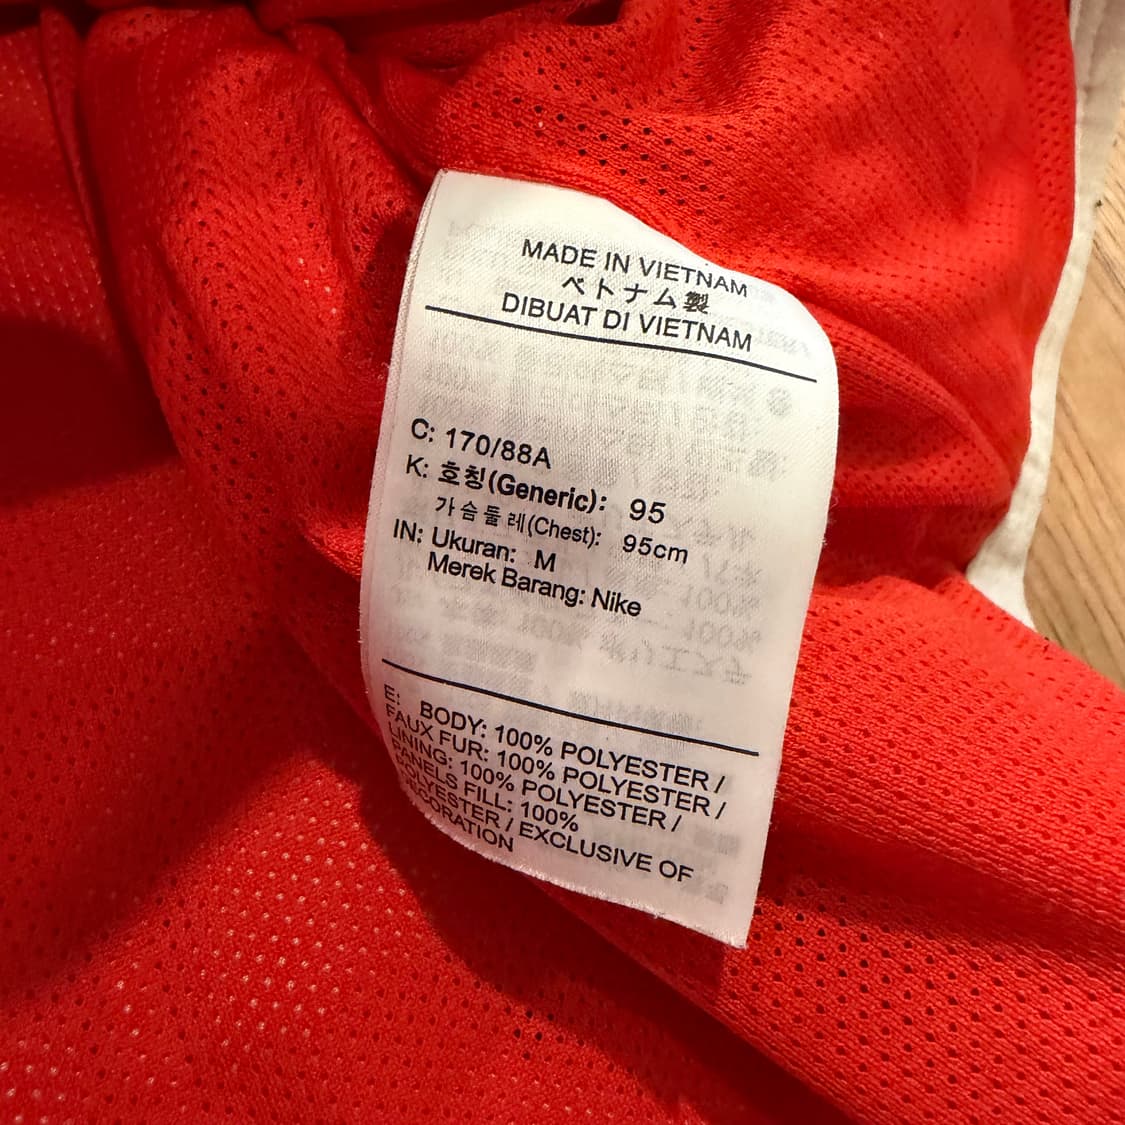 MADE IN VIETNAM
ベトナム製
DIBUAT DI VIETNAM
C: 170/88A
K: 호칭(Generic): 95
가슴둘레(Chest): 95cm
IN: Ukuran: M
Merek Barang: Nike
E: BODY: 100% POLYESTER /
FAUX FUR: 100% POLYESTER /
LINING: 100% POLYESTER /
PANELS FILL: 100%
POLYESTER / EXCLUSIVE OF
DECORATION